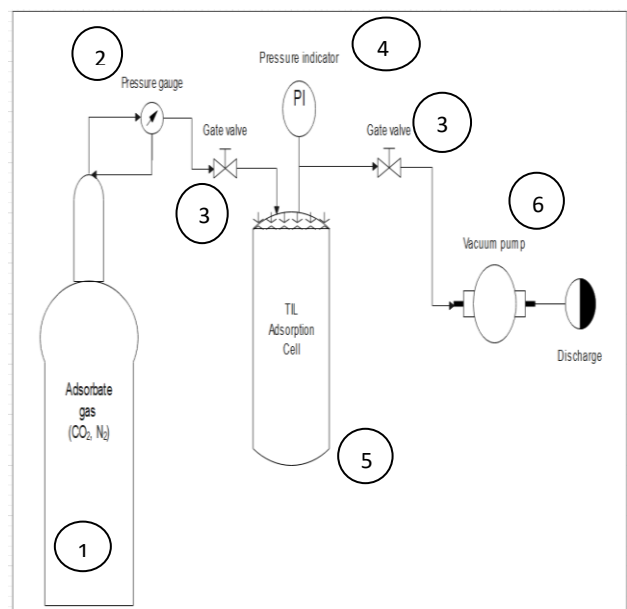 4
2
Pressure indicator
Pressure gauge
PI
Gate valve
Gate valve
3
3
6
Vacuum pump
TIL
Adsorption
Cell
Discharge
Adsorbate
gas
(CO₂, N₂)
5
1